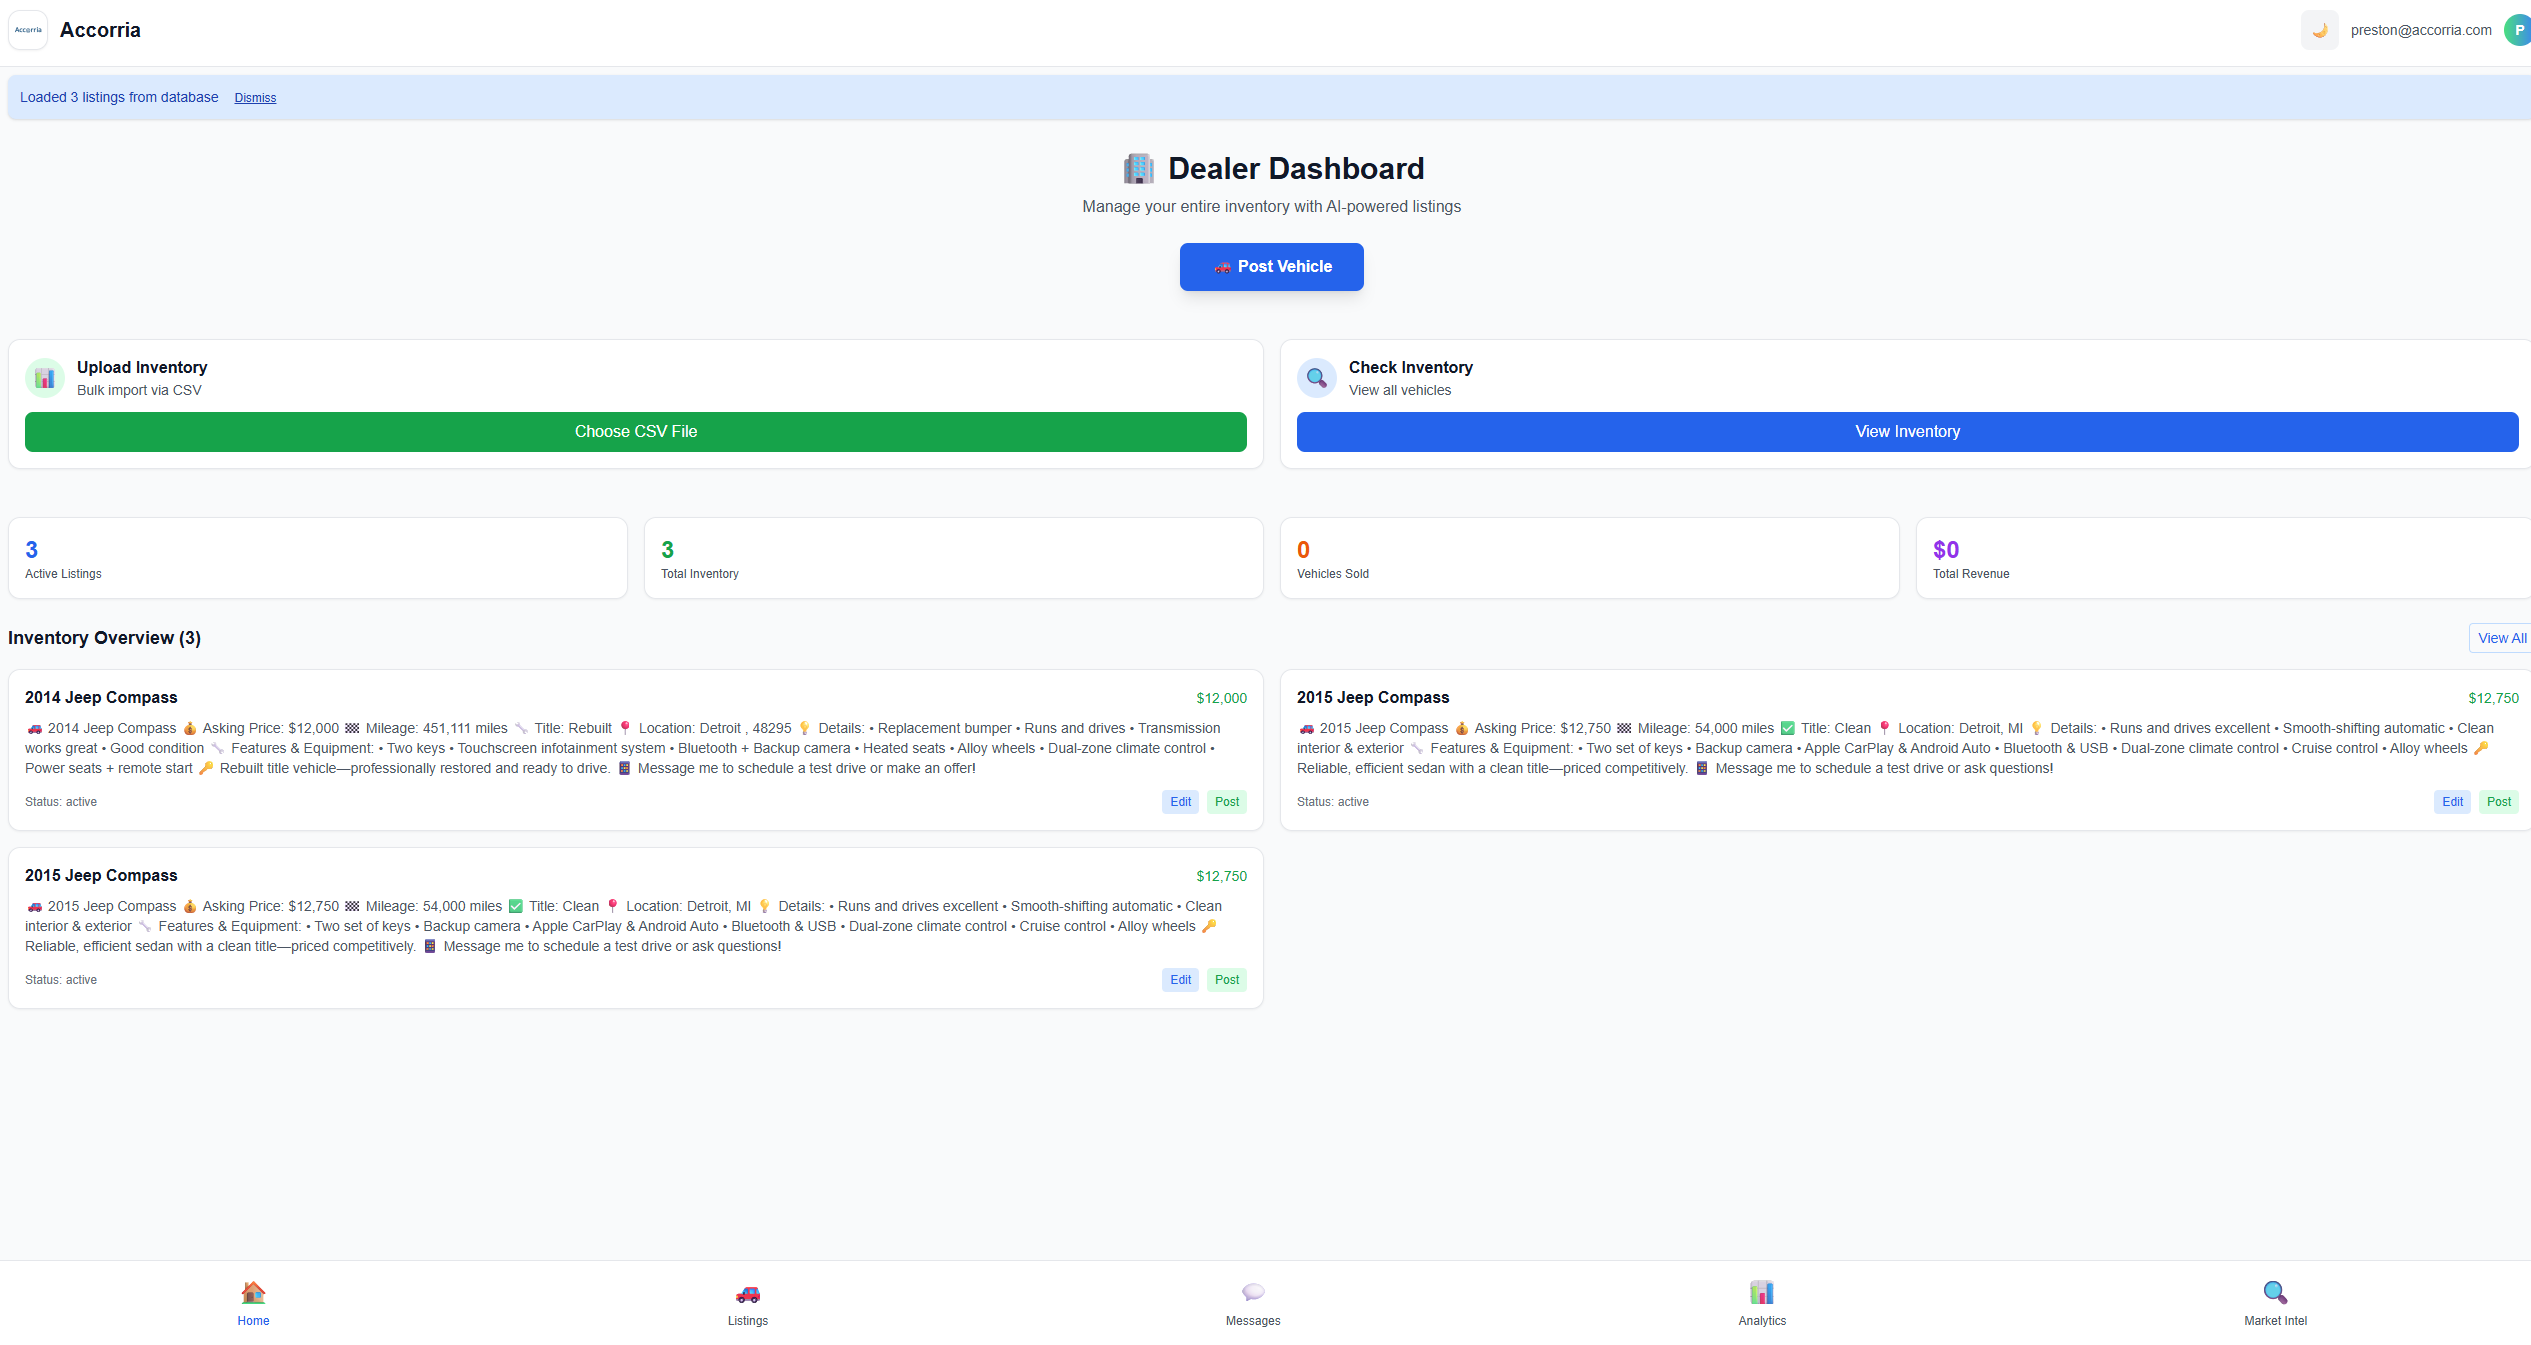 Accorria
Accorria
preston@accorria.com
P
Loaded 3 listings from database Dismiss
🏢 Dealer Dashboard
Manage your entire inventory with AI-powered listings
🚗 Post Vehicle
Upload Inventory
Bulk import via CSV
Choose CSV File
Check Inventory
View all vehicles
View Inventory
3
Active Listings
3
Total Inventory
0
Vehicles Sold
$0
Total Revenue
Inventory Overview (3)
View All
2014 Jeep Compass
$12,000
🚗 2014 Jeep Compass 💰 Asking Price: $12,000 🏁 Mileage: 451,111 miles 🔧 Title: Rebuilt 📍 Location: Detroit , 48295 💡 Details: • Replacement bumper • Runs and drives • Transmission
works great • Good condition 🔧 Features & Equipment: • Two keys • Touchscreen infotainment system • Bluetooth + Backup camera • Heated seats • Alloy wheels • Dual-zone climate control •
Power seats + remote start 🔑 Rebuilt title vehicle—professionally restored and ready to drive. 📱 Message me to schedule a test drive or make an offer!
Status: active
Edit
Post
2015 Jeep Compass
$12,750
🚗 2015 Jeep Compass 💰 Asking Price: $12,750 🏁 Mileage: 54,000 miles ✅ Title: Clean 📍 Location: Detroit, MI 💡 Details: • Runs and drives excellent • Smooth-shifting automatic • Clean
interior & exterior 🔧 Features & Equipment: • Two set of keys • Backup camera • Apple CarPlay & Android Auto • Bluetooth & USB • Dual-zone climate control • Cruise control • Alloy wheels 🔑
Reliable, efficient sedan with a clean title—priced competitively. 📱 Message me to schedule a test drive or ask questions!
Status: active
Edit
Post
2015 Jeep Compass
$12,750
🚗 2015 Jeep Compass 💰 Asking Price: $12,750 🏁 Mileage: 54,000 miles ✅ Title: Clean 📍 Location: Detroit, MI 💡 Details: • Runs and drives excellent • Smooth-shifting automatic • Clean
interior & exterior 🔧 Features & Equipment: • Two set of keys • Backup camera • Apple CarPlay & Android Auto • Bluetooth & USB • Dual-zone climate control • Cruise control • Alloy wheels 🔑
Reliable, efficient sedan with a clean title—priced competitively. 📱 Message me to schedule a test drive or ask questions!
Status: active
Edit
Post
Home
Listings
Messages
Analytics
Market Intel